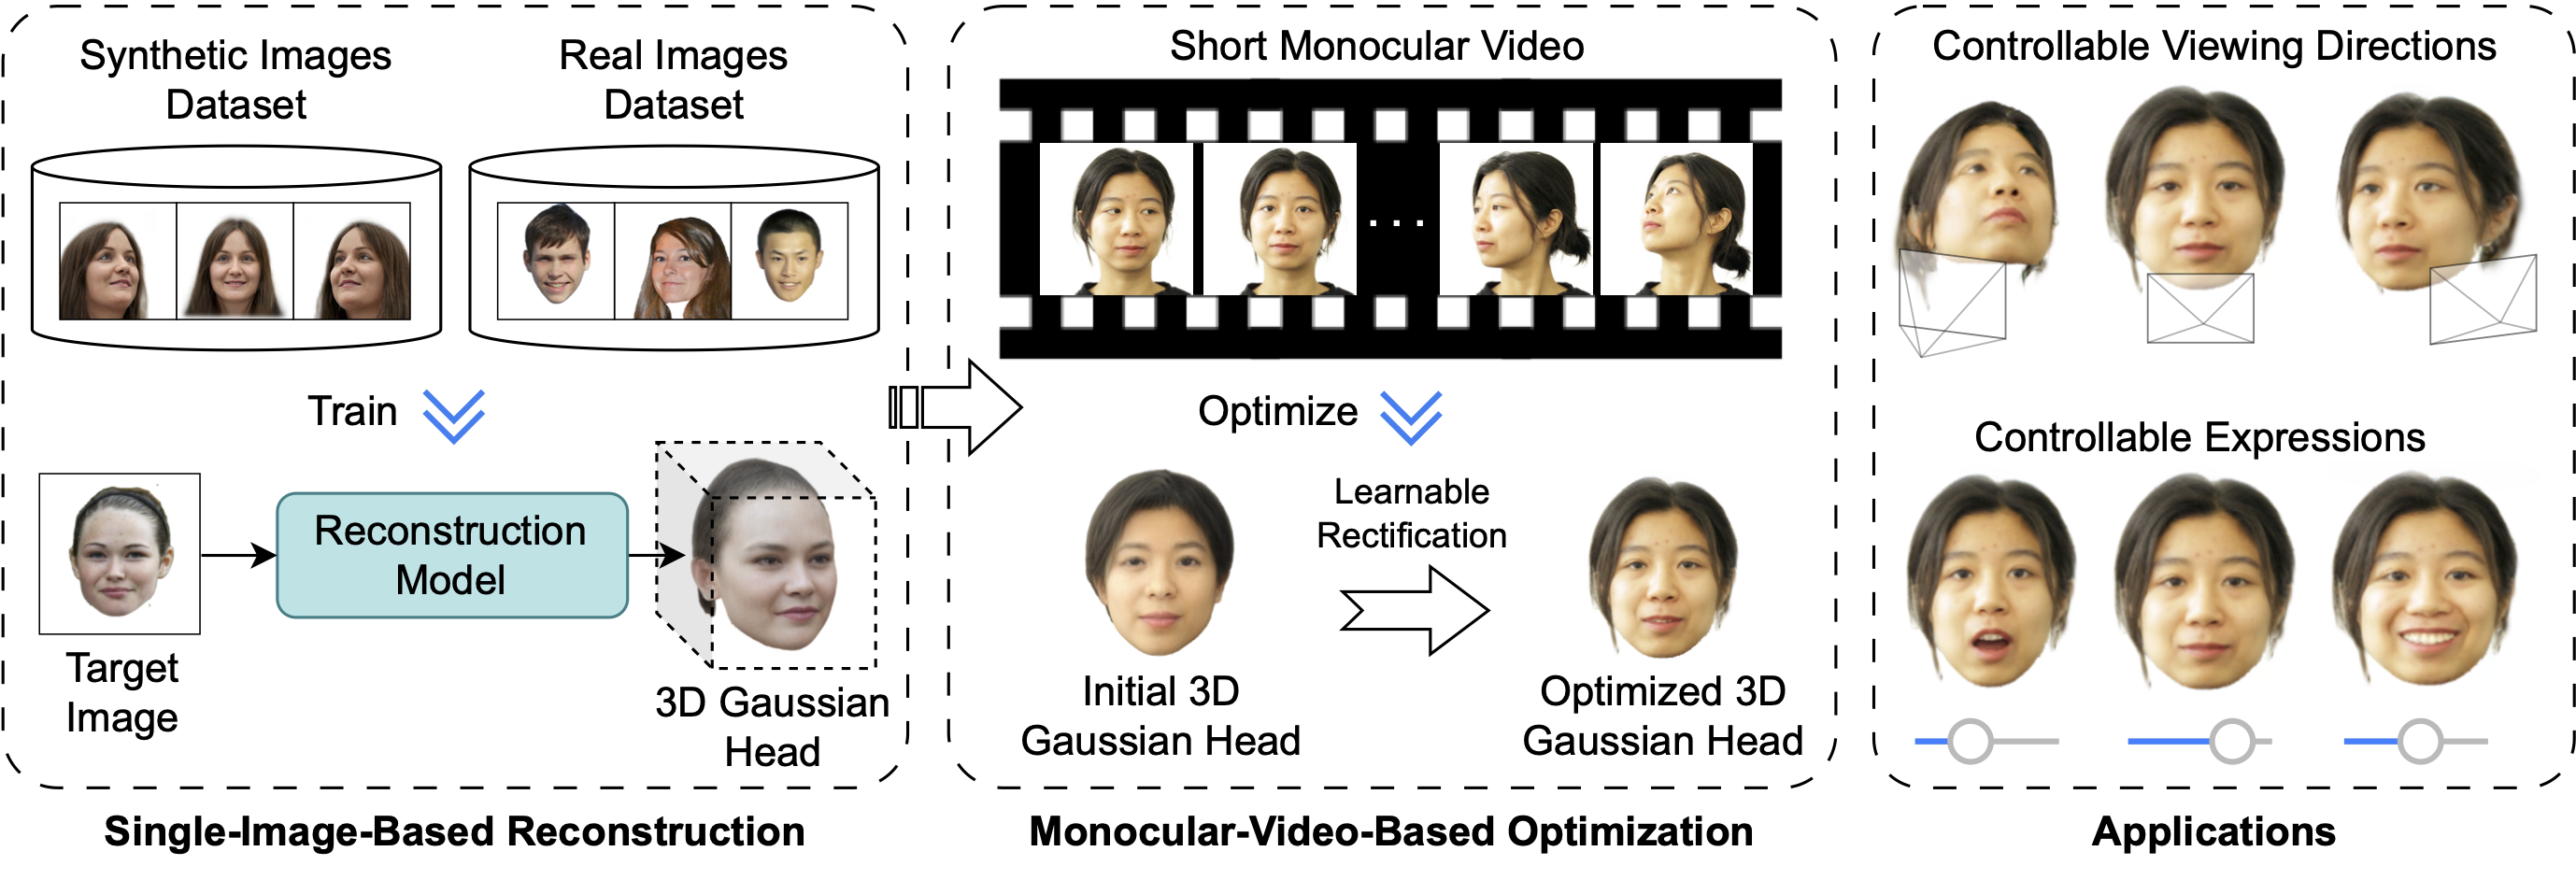 Synthetic Images
Dataset
Real Images
Dataset
Train
Target
Image
Reconstruction
Model
3D Gaussian
Head
Single-Image-Based Reconstruction
Short Monocular Video
...
Optimize
Learnable
Rectification
Initial 3D
Gaussian Head
Optimized 3D
Gaussian Head
Monocular-Video-Based Optimization
Controllable Viewing Directions
Controllable Expressions
Applications